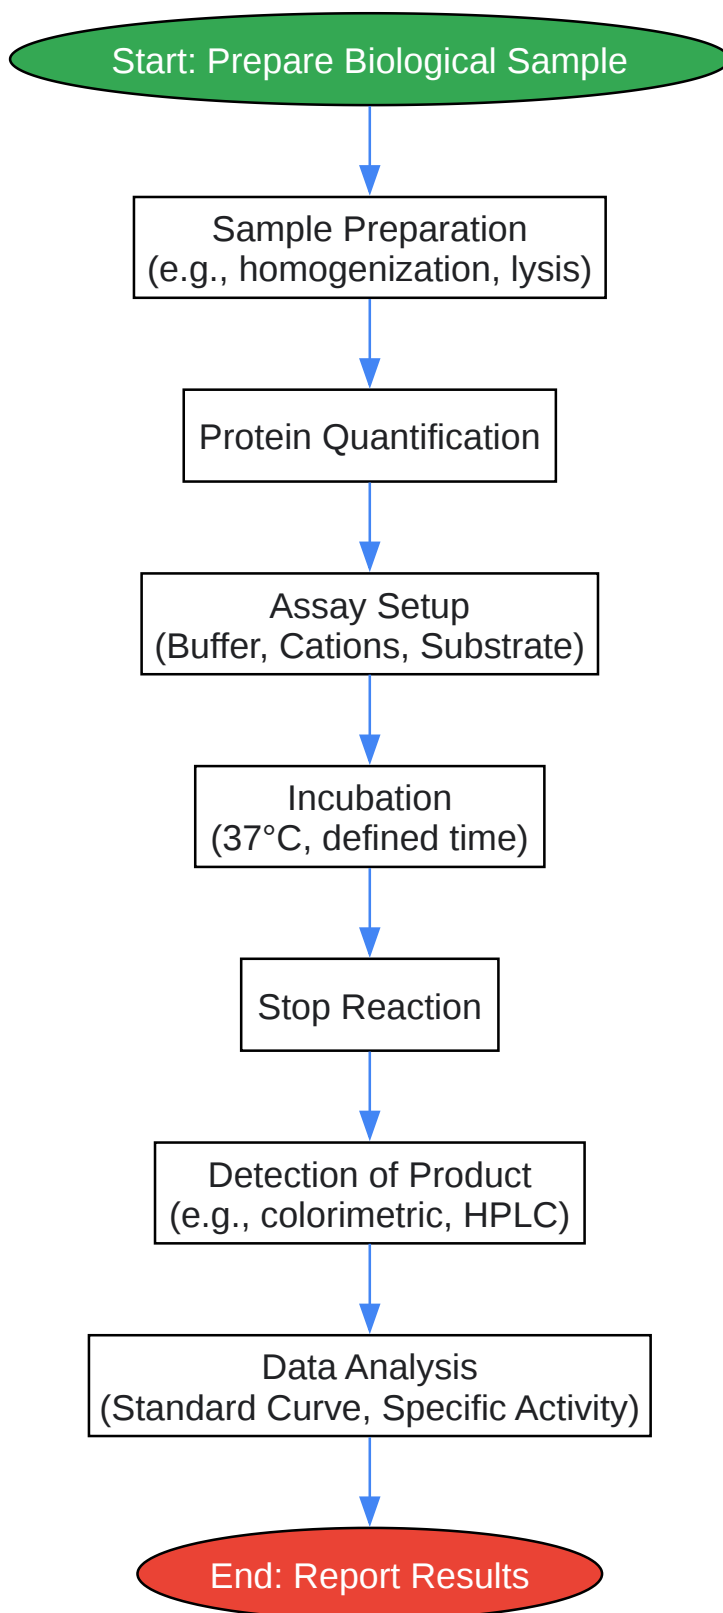 Start: Prepare Biological Sample
Sample Preparation
(e.g., homogenization, lysis)
Protein Quantification
Assay Setup
(Buffer, Cations, Substrate)
Incubation
(37°C, defined time)
Stop Reaction
Detection of Product
(e.g., colorimetric, HPLC)
Data Analysis
(Standard Curve, Specific Activity)
End: Report Results